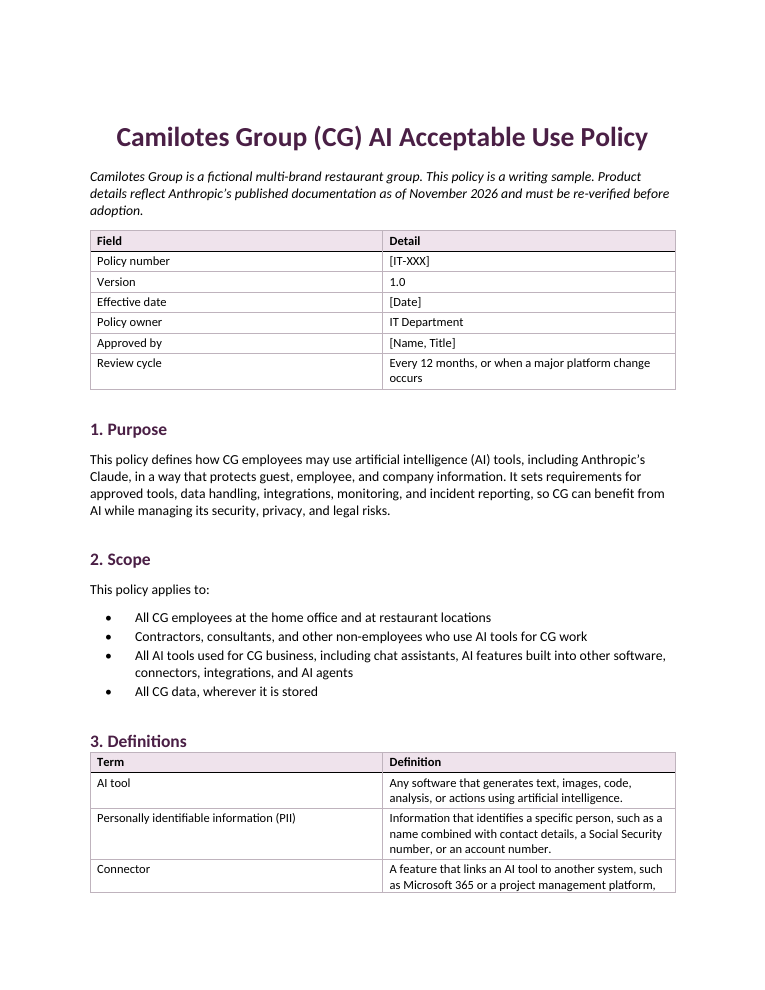 Camilotes Group (CG) AI Acceptable Use Policy
Camilotes Group is a fictional multi-brand restaurant group. This policy is a writing sample. Product
details reflect Anthropic’s published documentation as of November 2026 and must be re-verified before
adoption.
Field Detail
Policy number [IT-XXX]
Version 1.0
Effective date [Date]
Policy owner IT Department
Approved by [Name, Title]
Review cycle Every 12 months, or when a major platform change
occurs
1. Purpose
This policy defines how CG employees may use artificial intelligence (AI) tools, including Anthropic’s
Claude, in a way that protects guest, employee, and company information. It sets requirements for
approved tools, data handling, integrations, monitoring, and incident reporting, so CG can benefit from
AI while managing its security, privacy, and legal risks.
2. Scope
This policy applies to:
• All CG employees at the home office and at restaurant locations
• Contractors, consultants, and other non-employees who use AI tools for CG work
• All AI tools used for CG business, including chat assistants, AI features built into other software,
connectors, integrations, and AI agents
• All CG data, wherever it is stored
3. Definitions
Term Definition
AI tool Any software that generates text, images, code,
analysis, or actions using artificial intelligence.
Personally identifiable information (PII) Information that identifies a specific person, such as a
name combined with contact details, a Social Security
number, or an account number.
Connector A feature that links an AI tool to another system, such
as Microsoft 365 or a project management platform,